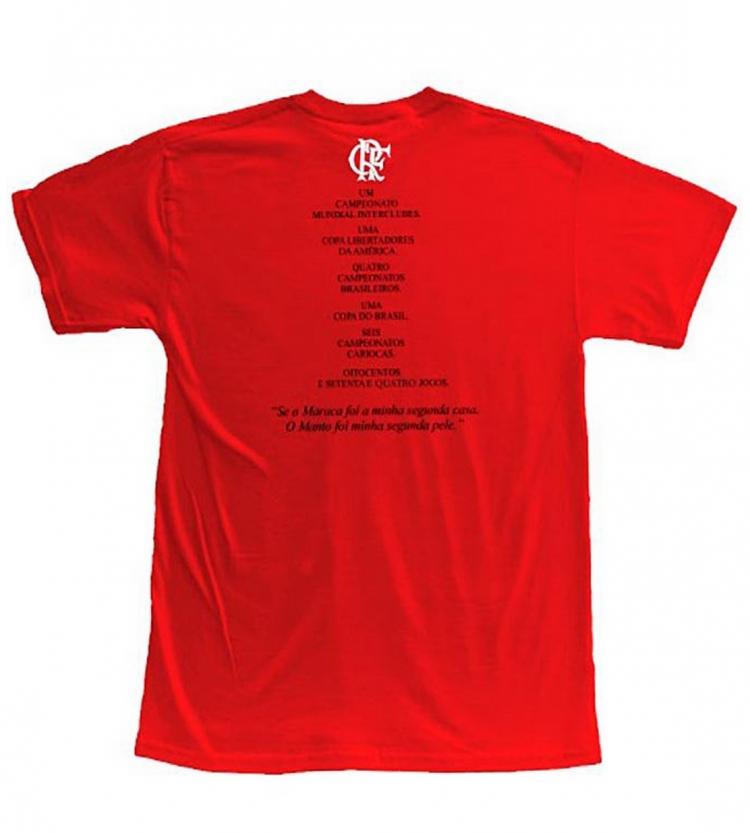 CRF
UM
CAMPEONATO
MUNDIAL INTERCLUBES.
UMA
COPA LIBERTADORES
DA AMÉRICA.
QUATRO
CAMPEONATOS
BRASILEIROS.
UMA
COPA DO BRASIL.
SEIS
CAMPEONATOS
CARIOCAS.
OITOCENTOS
E SETENTA E QUATRO JOGOS.
"Se o Maraca foi a minha segunda casa.
O Manto foi minha segunda pele."